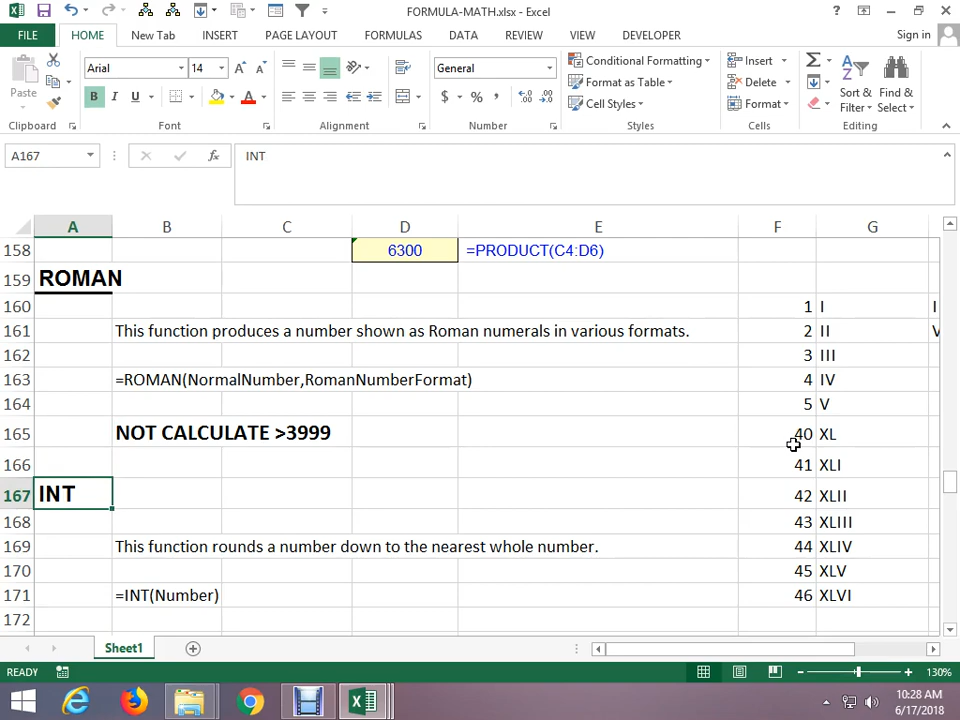 FORMULA-MATH.xlsx - Excel
FILE HOME New Tab INSERT PAGE LAYOUT FORMULAS DATA REVIEW VIEW DEVELOPER Sign in
Paste
Arial 14 General
B I U $ % ,
Conditional Formatting
Format as Table
Cell Styles
Insert
Delete
Format
Sort & Filter
Find & Select
Clipboard Font Alignment Number Styles Cells Editing
A167 fx INT
A B C D E F G
158 6300 =PRODUCT(C4:D6)
159 ROMAN
160 1 I I
161 This function produces a number shown as Roman numerals in various formats. 2 II V
162 3 III
163 =ROMAN(NormalNumber,RomanNumberFormat) 4 IV
164 5 V
165 NOT CALCULATE >3999 40 XL
166 41 XLI
167 INT 42 XLII
168 43 XLIII
169 This function rounds a number down to the nearest whole number. 44 XLIV
170 45 XLV
171 =INT(Number) 46 XLVI
172
Sheet1
READY 130%
10:28 AM
6/17/2018